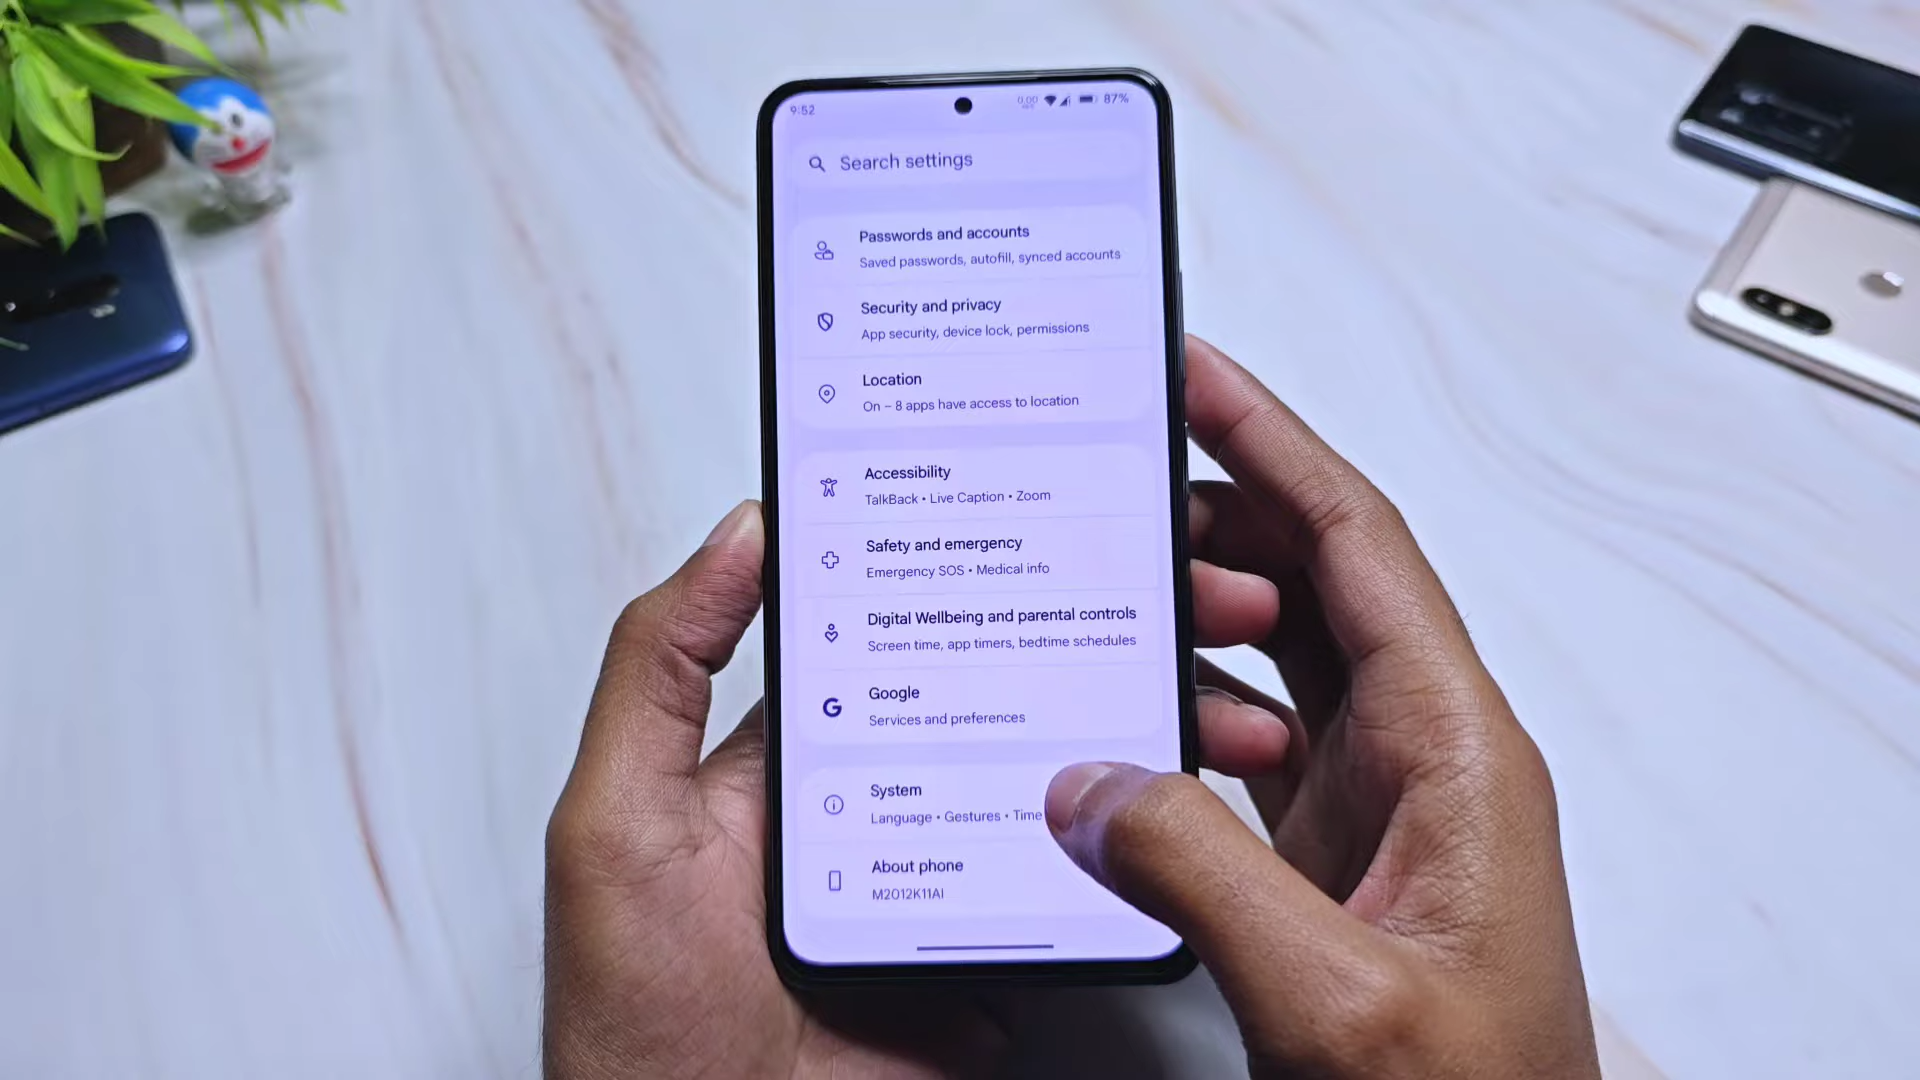 9:52
0.00
87%
Search settings
Passwords and accounts
Saved passwords, autofill, synced accounts
Security and privacy
App security, device lock, permissions
Location
On – 8 apps have access to location
Accessibility
TalkBack • Live Caption • Zoom
Safety and emergency
Emergency SOS • Medical info
Digital Wellbeing and parental controls
Screen time, app timers, bedtime schedules
Google
Services and preferences
System
Language • Gestures • Time
About phone
M2012K11AI